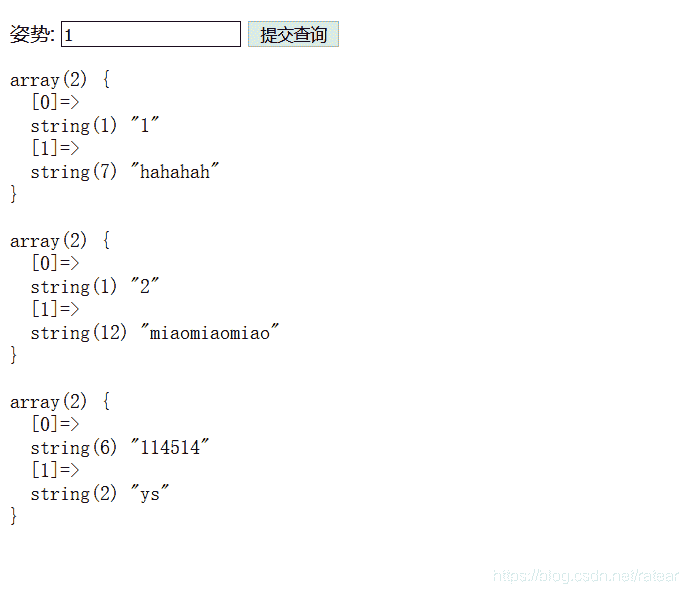 姿势: 1 提交查询
array(2) {
  [0]=>
  string(1) "1"
  [1]=>
  string(7) "hahahah"
}
array(2) {
  [0]=>
  string(1) "2"
  [1]=>
  string(12) "miaomiaomiao"
}
array(2) {
  [0]=>
  string(6) "114514"
  [1]=>
  string(2) "ys"
}
https://blog.csdn.net/ratear